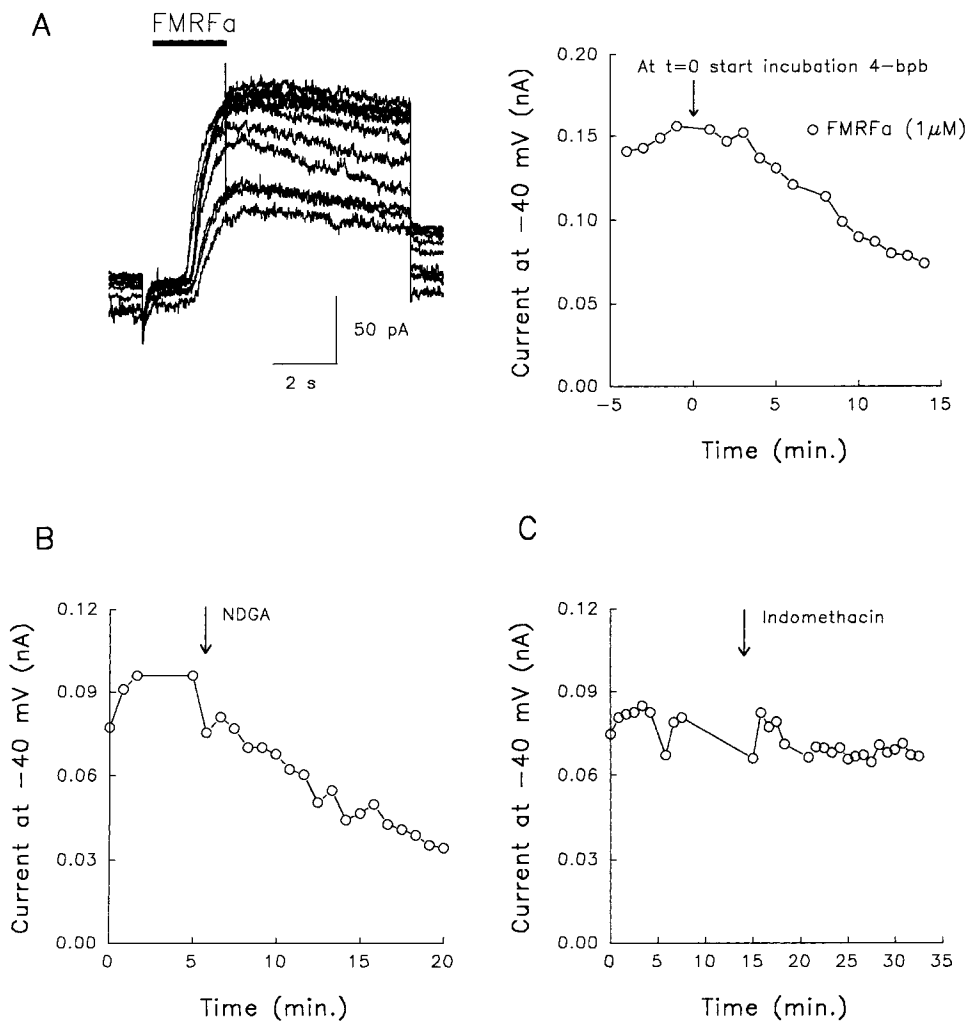 A
FMRFa
50 pA
2 s
Current at −40 mV (nA)
0.20
0.15
0.10
0.05
0.00
At t=0 start incubation 4−bpb
FMRFa (1μM)
−5
0
5
10
15
Time (min.)
B
Current at −40 mV (nA)
0.12
0.09
0.06
0.03
0.00
NDGA
0
5
10
15
20
Time (min.)
C
Current at −40 mV (nA)
0.12
0.09
0.06
0.03
0.00
Indomethacin
0
5
10
15
20
25
30
35
Time (min.)